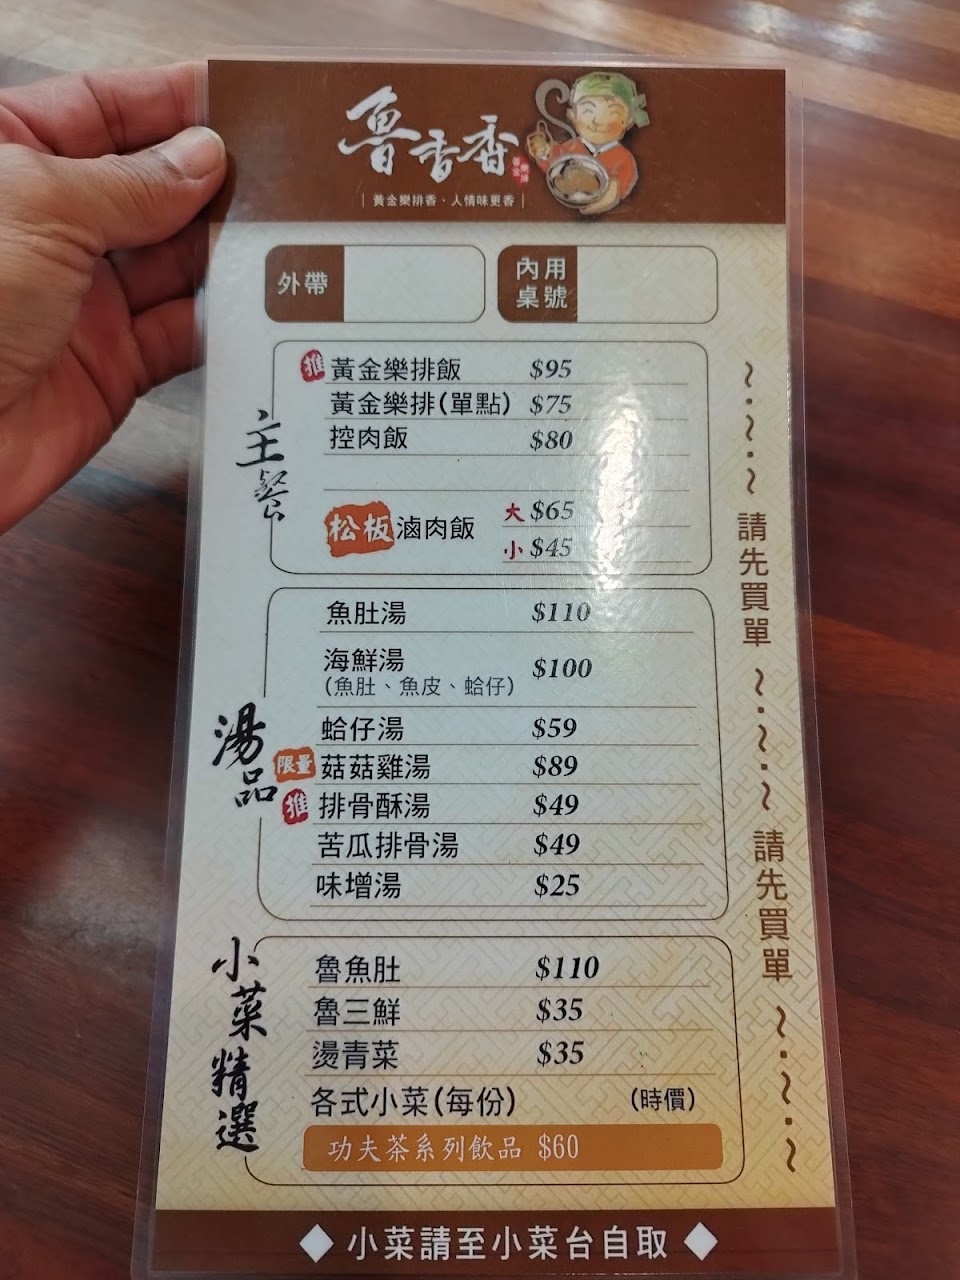 魯香香
黃金樂排
黃金樂排香・人情味更香
外帶
內用桌號
主餐
推 黃金樂排飯 $95
黃金樂排(單點) $75
控肉飯 $80
松板滷肉飯 大 $65
小 $45
湯品
魚肚湯 $110
海鮮湯 $100
(魚肚、魚皮、蛤仔)
蛤仔湯 $59
限量 菇菇雞湯 $89
推 排骨酥湯 $49
苦瓜排骨湯 $49
味增湯 $25
小菜精選
魯魚肚 $110
魯三鮮 $35
燙青菜 $35
各式小菜(每份) (時價)
功夫茶系列飲品 $60
請先買單
請先買單
◆ 小菜請至小菜台自取 ◆